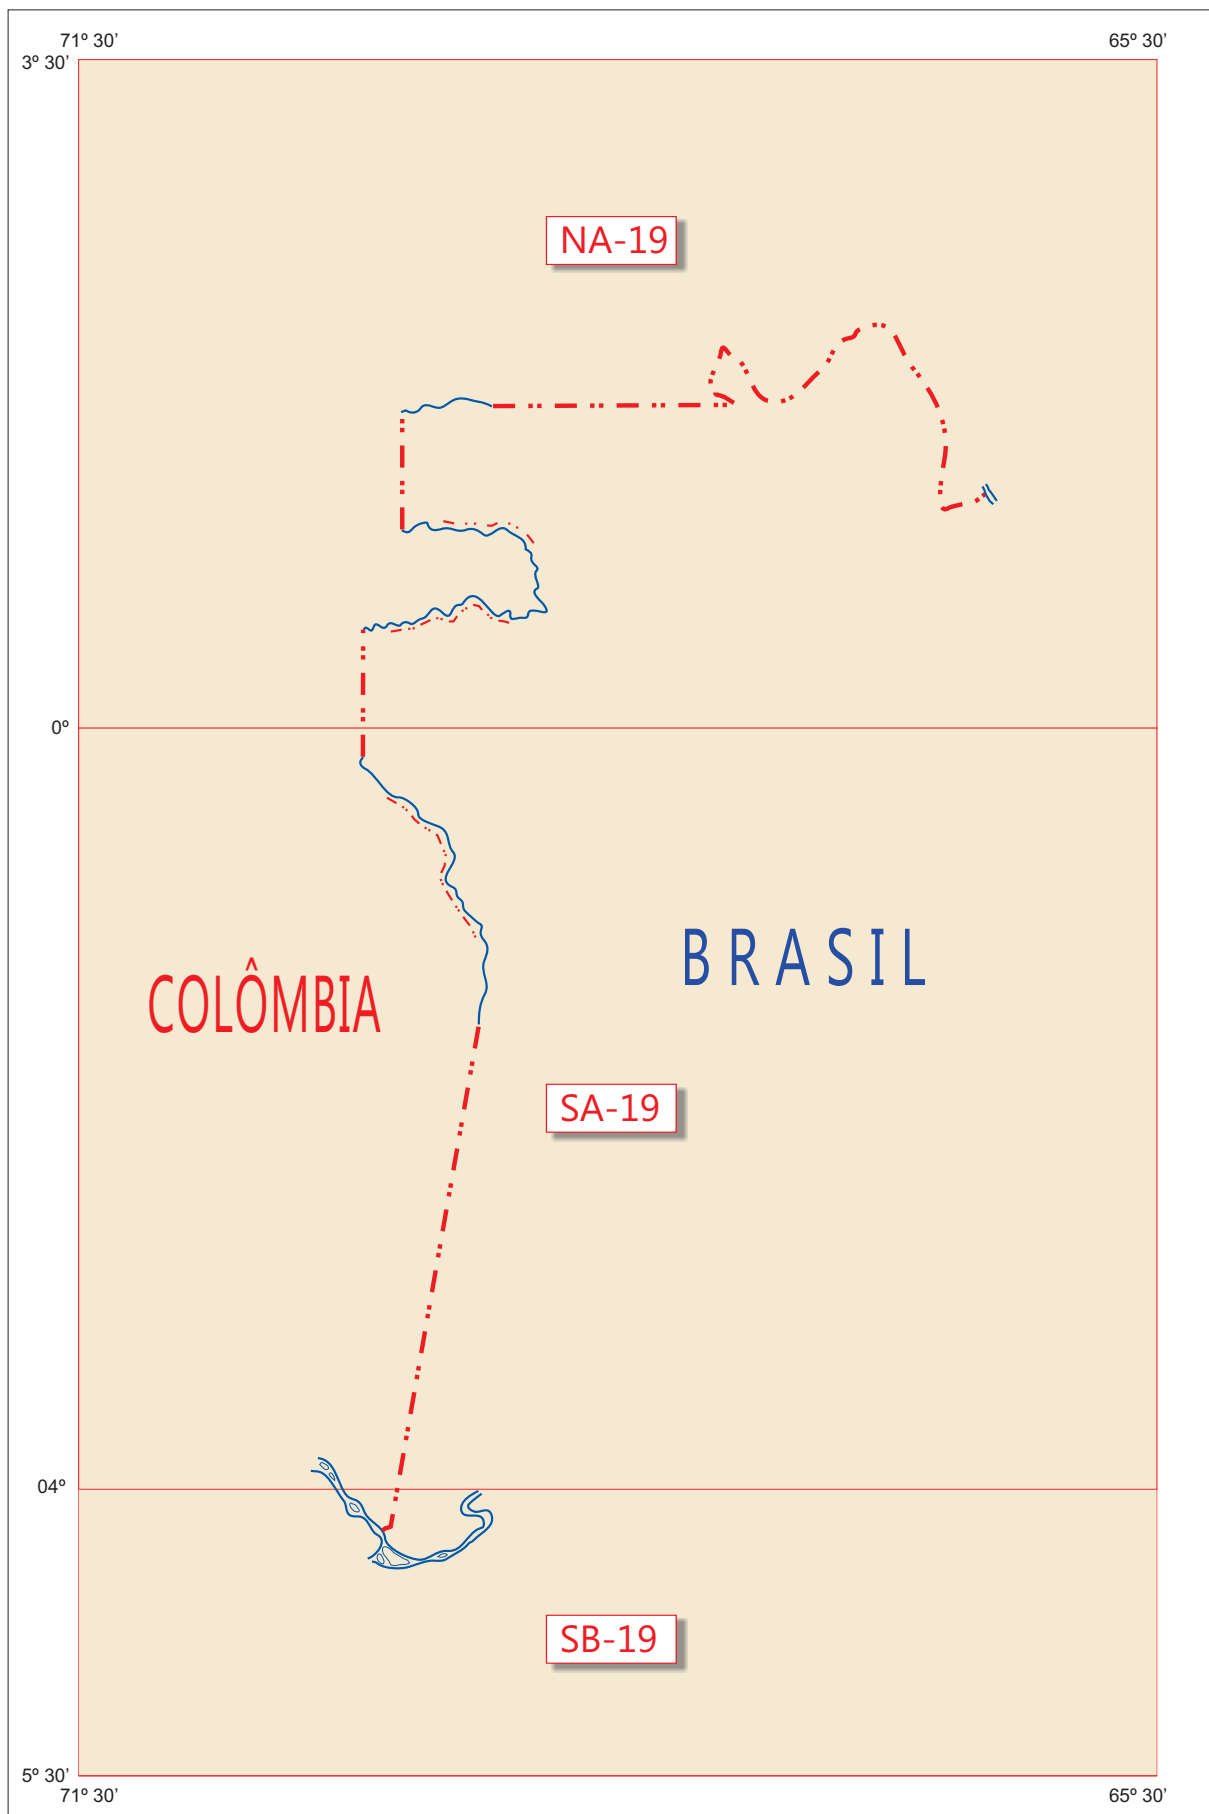 71º 30’ 65º 30’
3º 30’
NA-19
0º
BRASIL
COLÔMBIA
SA-19
04º
SB-19
5º 30’
71º 30’ 65º 30’